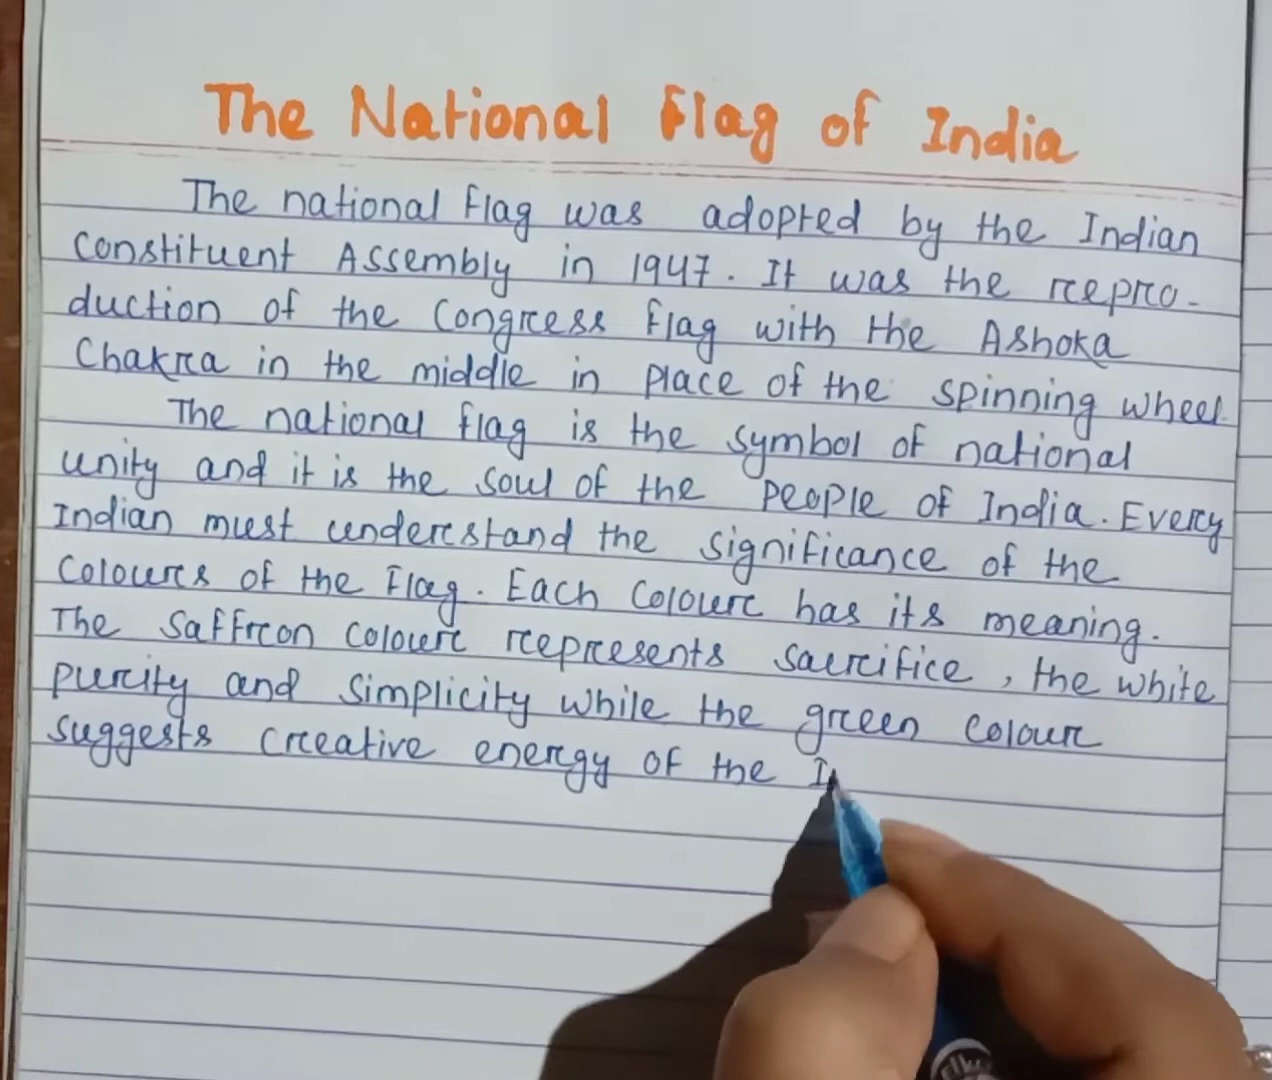 The National Flag of India
The national flag was adopted by the Indian
constituent Assembly in 1947. It was the repro-
duction of the Congress flag with the Ashoka
Chakra in the middle in place of the spinning wheel.
The national flag is the symbol of national
unity and it is the soul of the people of India. Every
Indian must understand the significance of the
Colours of the Flag. Each Colour has its meaning.
The Saffron colour represents sacrifice, the white
purity and simplicity while the green colour
suggests creative energy of the I